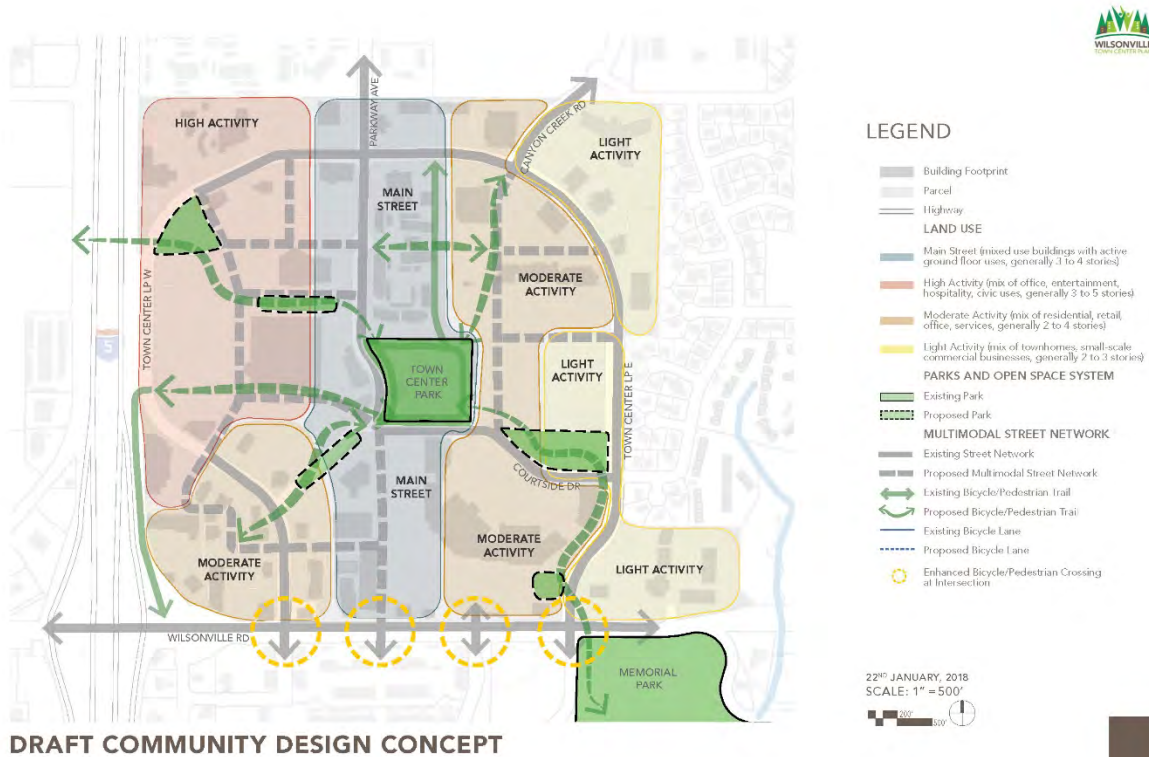 WILSONVILLE
TOWN CENTER PLAN
HIGH ACTIVITY
PARKWAY AVE
CANYON CREEK RD
LIGHT
ACTIVITY
MAIN
STREET
TOWN CENTER LP W
5
MODERATE
ACTIVITY
TOWN
CENTER
PARK
LIGHT
ACTIVITY
TOWN CENTER LP E
COURTSIDE DR
MAIN
STREET
MODERATE
ACTIVITY
MODERATE
ACTIVITY
LIGHT ACTIVITY
WILSONVILLE RD
MEMORIAL
PARK
LEGEND
Building Footprint
Parcel
Highway
LAND USE
Main Street (mixed use buildings with active
ground floor uses, generally 3 to 4 stories)
High Activity (mix of office, entertainment,
hospitality, civic uses, generally 3 to 5 stories)
Moderate Activity (mix of residential, retail,
office, services, generally 2 to 4 stories)
Light Activity (mix of townhomes, small-scale
commercial businesses, generally 2 to 3 stories)
PARKS AND OPEN SPACE SYSTEM
Existing Park
Proposed Park
MULTIMODAL STREET NETWORK
Existing Street Network
Proposed Multimodal Street Network
Existing Bicycle/Pedestrian Trail
Proposed Bicycle/Pedestrian Trail
Existing Bicycle Lane
Proposed Bicycle Lane
Enhanced Bicycle/Pedestrian Crossing
at Intersection
22ND JANUARY, 2018
SCALE: 1" = 500'
200'
500'
DRAFT COMMUNITY DESIGN CONCEPT